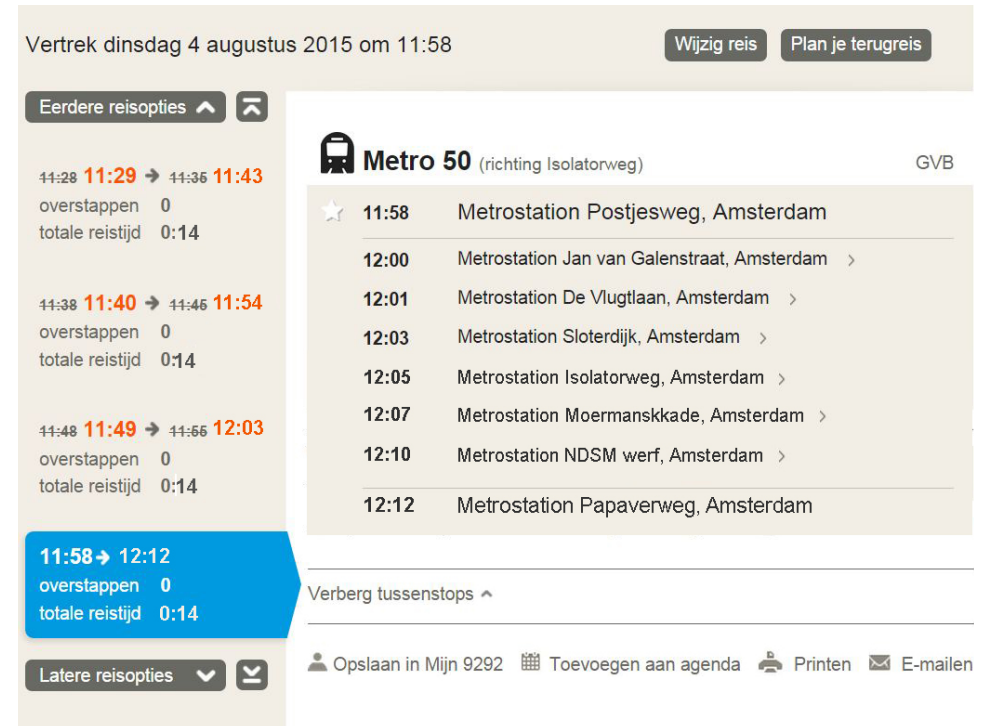 Vertrek dinsdag 4 augustus 2015 om 11:58
Wijzig reis
Plan je terugreis
Eerdere reisopties
11:28 11:29 → 11:35 11:43
overstappen 0
totale reistijd 0:14
11:38 11:40 → 11:45 11:54
overstappen 0
totale reistijd 0:14
11:48 11:49 → 11:55 12:03
overstappen 0
totale reistijd 0:14
11:58 → 12:12
overstappen 0
totale reistijd 0:14
Latere reisopties
Metro 50 (richting Isolatorweg)
GVB
11:58 Metrostation Postjesweg, Amsterdam
12:00 Metrostation Jan van Galenstraat, Amsterdam
12:01 Metrostation De Vlugtlaan, Amsterdam
12:03 Metrostation Sloterdijk, Amsterdam
12:05 Metrostation Isolatorweg, Amsterdam
12:07 Metrostation Moermanskkade, Amsterdam
12:10 Metrostation NDSM werf, Amsterdam
12:12 Metrostation Papaverweg, Amsterdam
Verberg tussenstops
Opslaan in Mijn 9292
Toevoegen aan agenda
Printen
E-mailen